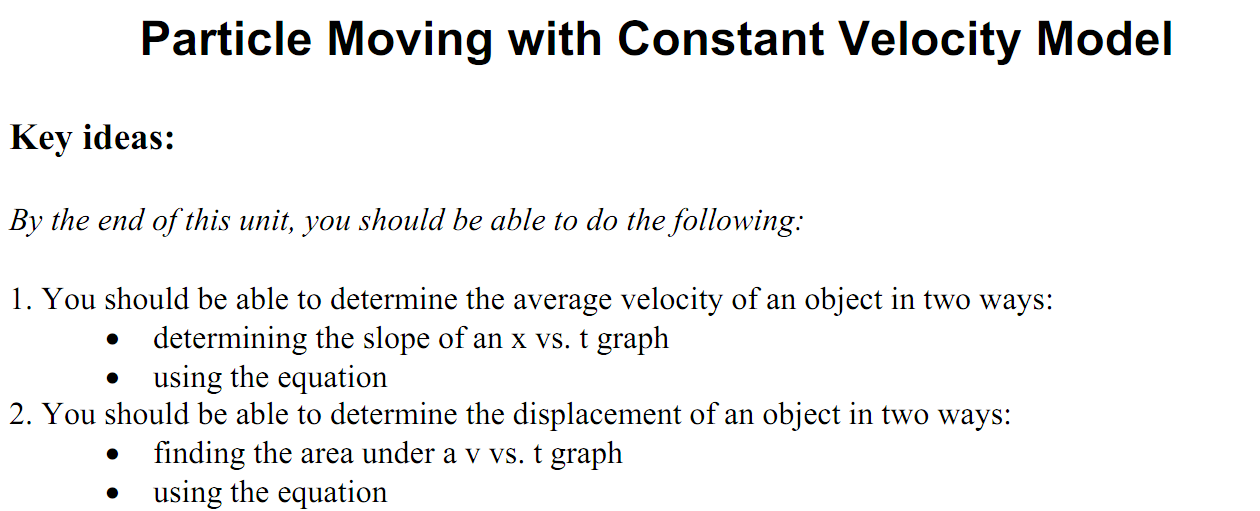 Particle Moving with Constant Velocity Model
Key ideas:
By the end of this unit, you should be able to do the following:
1. You should be able to determine the average velocity of an object in two ways:
• determining the slope of an x vs. t graph
• using the equation
2. You should be able to determine the displacement of an object in two ways:
• finding the area under a v vs. t graph
• using the equation